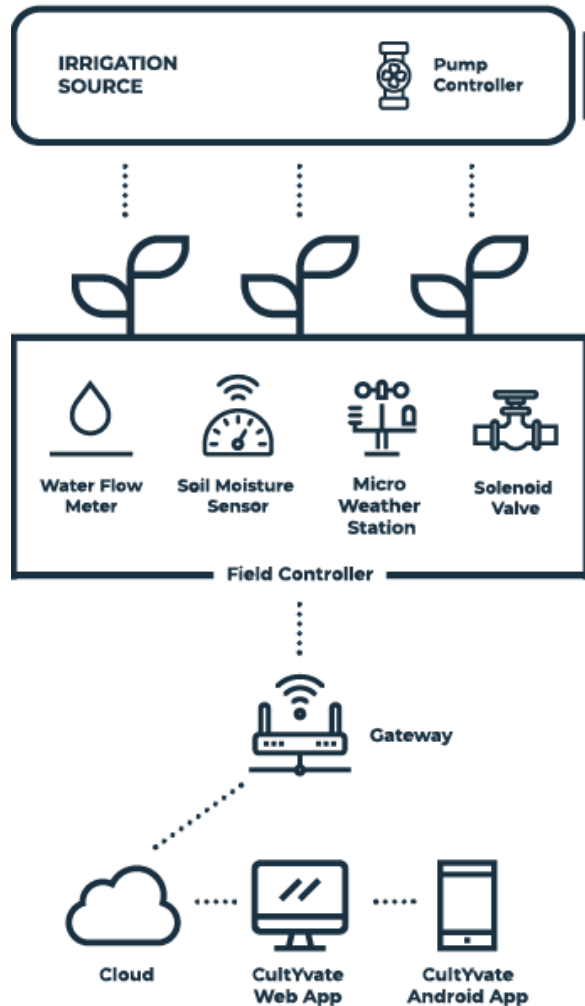 IRRIGATION
SOURCE
Pump
Controller
Water Flow
Meter
Soil Moisture
Sensor
Micro
Weather
Station
Solenoid
Valve
Field Controller
Gateway
Cloud
CultYvate
Web App
CultYvate
Android App